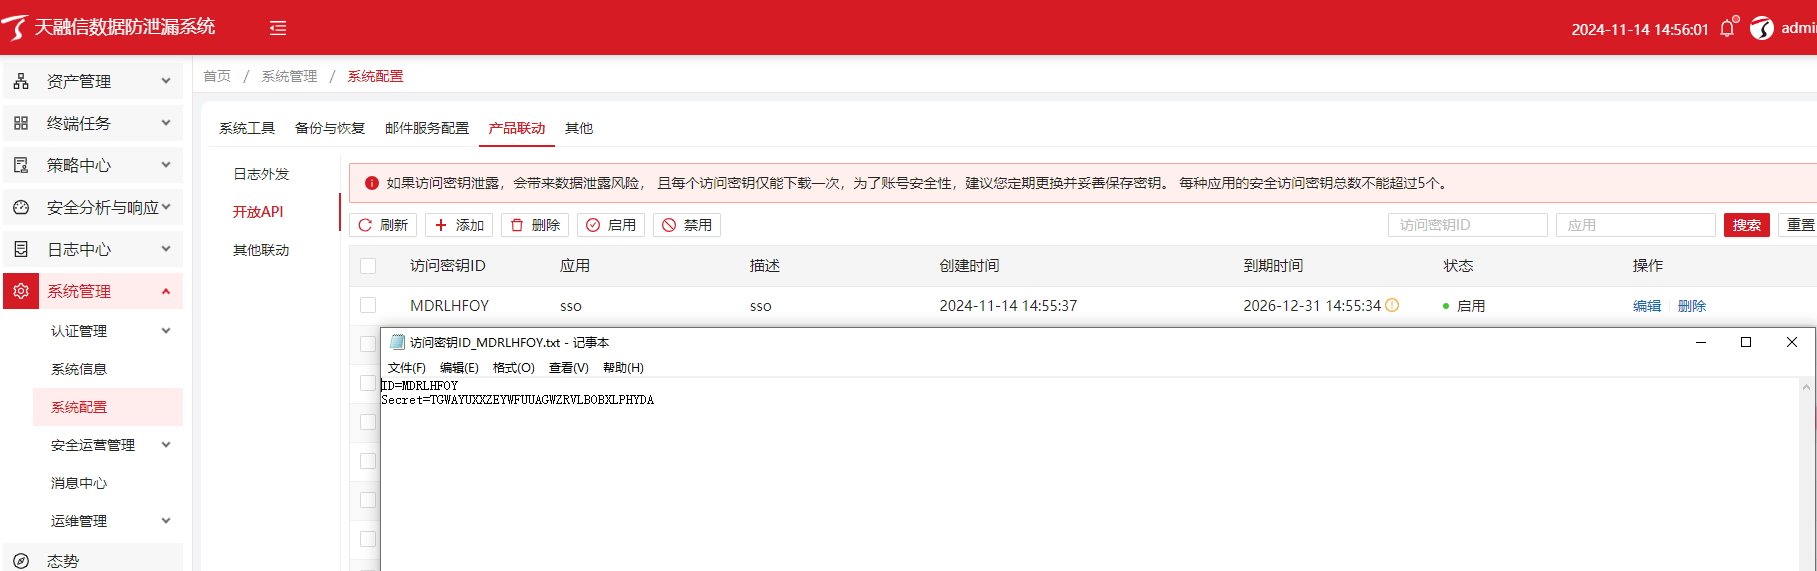 天融信数据防泄漏系统
2024-11-14 14:56:01
资产管理
终端任务
策略中心
安全分析与响应
日志中心
系统管理
认证管理
系统信息
系统配置
安全运营管理
消息中心
运维管理
态势
首页 / 系统管理 / 系统配置
系统工具 备份与恢复 邮件服务配置 产品联动 其他
日志外发
开放API
其他联动
如果访问密钥泄露，会带来数据泄露风险， 且每个访问密钥仅能下载一次，为了账号安全性，建议您定期更换并妥善保存密钥。 每种应用的安全访问密钥总数不能超过5个。
刷新 添加 删除 启用 禁用 访问密钥ID 应用 搜索 重置
访问密钥ID 应用 描述 创建时间 到期时间 状态 操作
MDRLHFOY sso sso 2024-11-14 14:55:37 2026-12-31 14:55:34 启用 编辑 删除
访问密钥ID_MDRLHFOY.txt - 记事本
文件(F) 编辑(E) 格式(O) 查看(V) 帮助(H)
ID=MDRLHFOY
Secret=TGWAYUXXZEYWFUUAGWZRVLBOBXLPHYDA